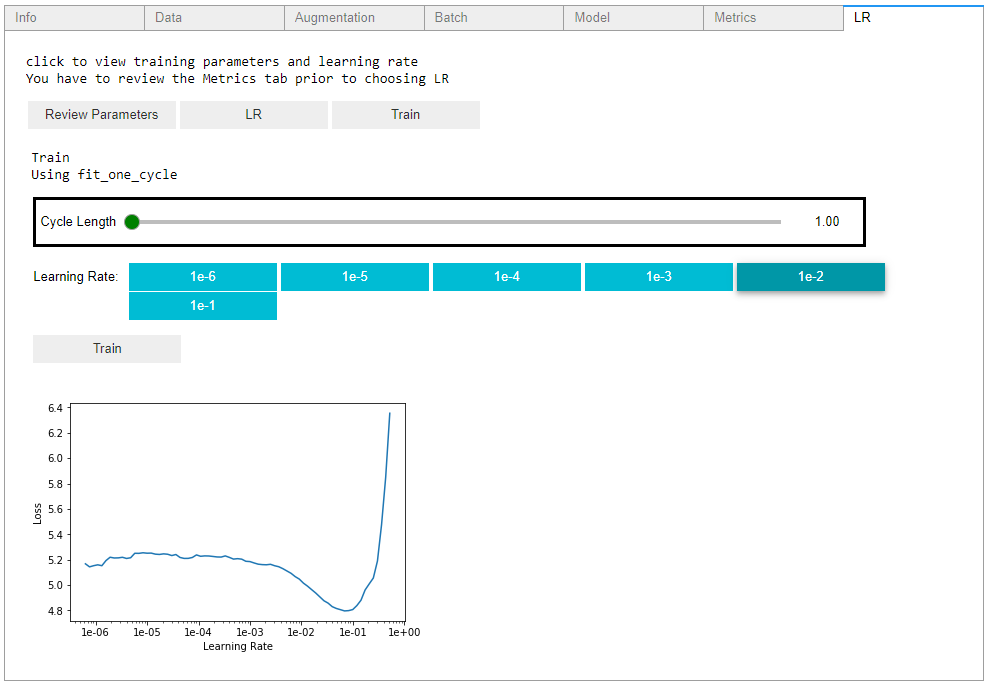 Info Data Augmentation Batch Model Metrics LR
click to view training parameters and learning rate
You have to review the Metrics tab prior to choosing LR
Review Parameters LR Train
Train
Using fit_one_cycle
Cycle Length 1.00
Learning Rate: 1e-6 1e-5 1e-4 1e-3 1e-2
1e-1
Train
6.4
6.2
6.0
5.8
5.6
5.4
5.2
5.0
4.8
Loss
1e-06 1e-05 1e-04 1e-03 1e-02 1e-01 1e+00
Learning Rate